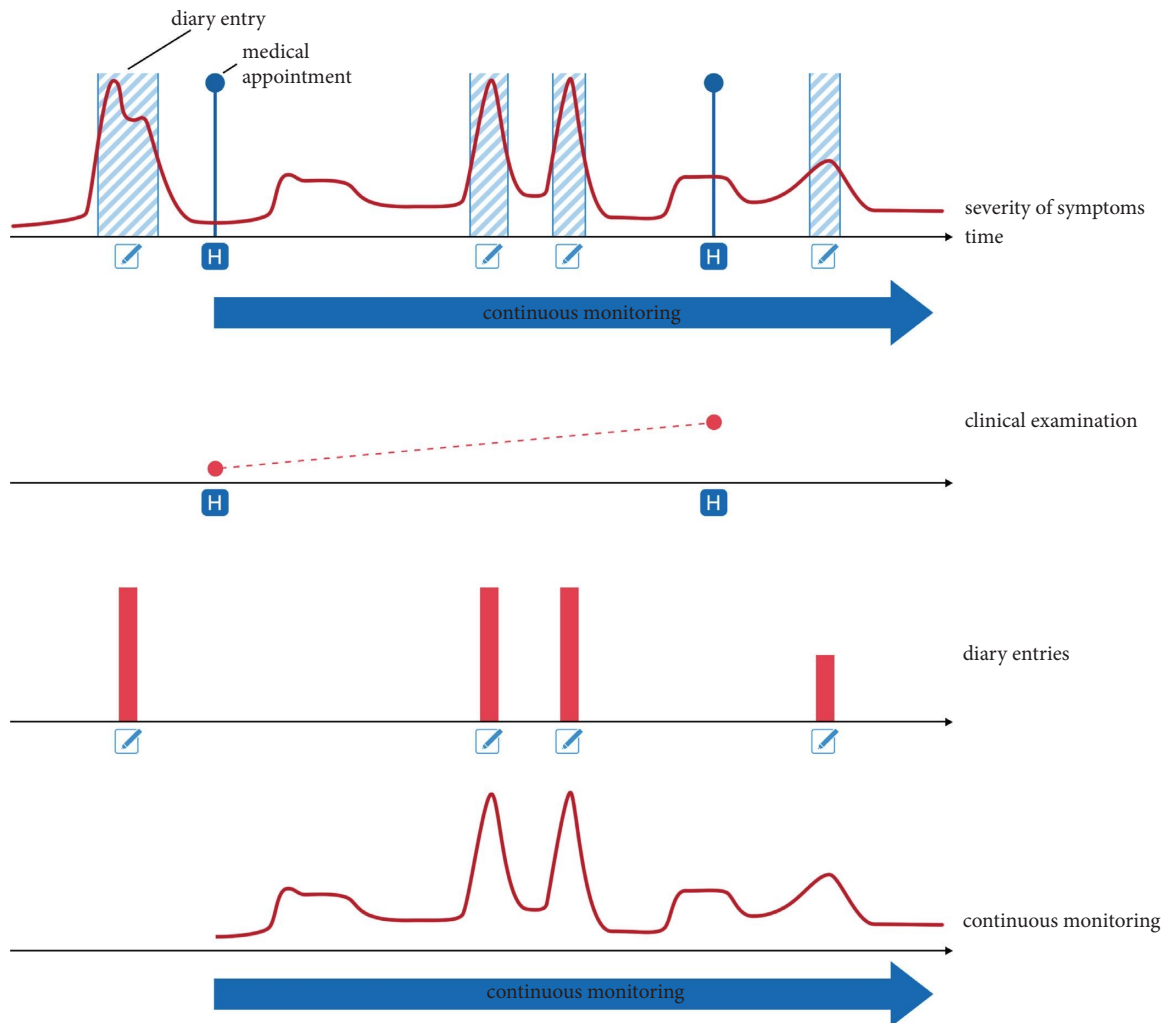 diary entry
medical
appointment
severity of symptoms
time
H
H
continuous monitoring
clinical examination
H
H
diary entries
continuous monitoring
continuous monitoring